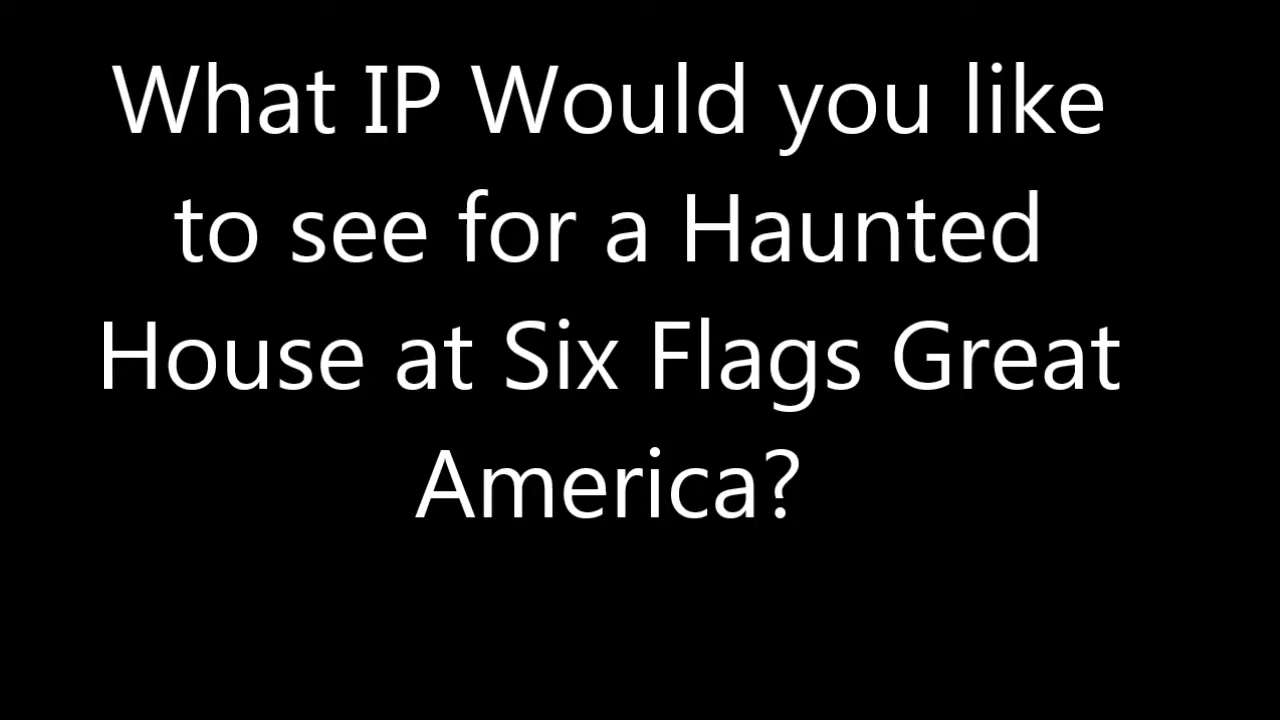 What IP Would you like
to see for a Haunted
House at Six Flags Great
America?